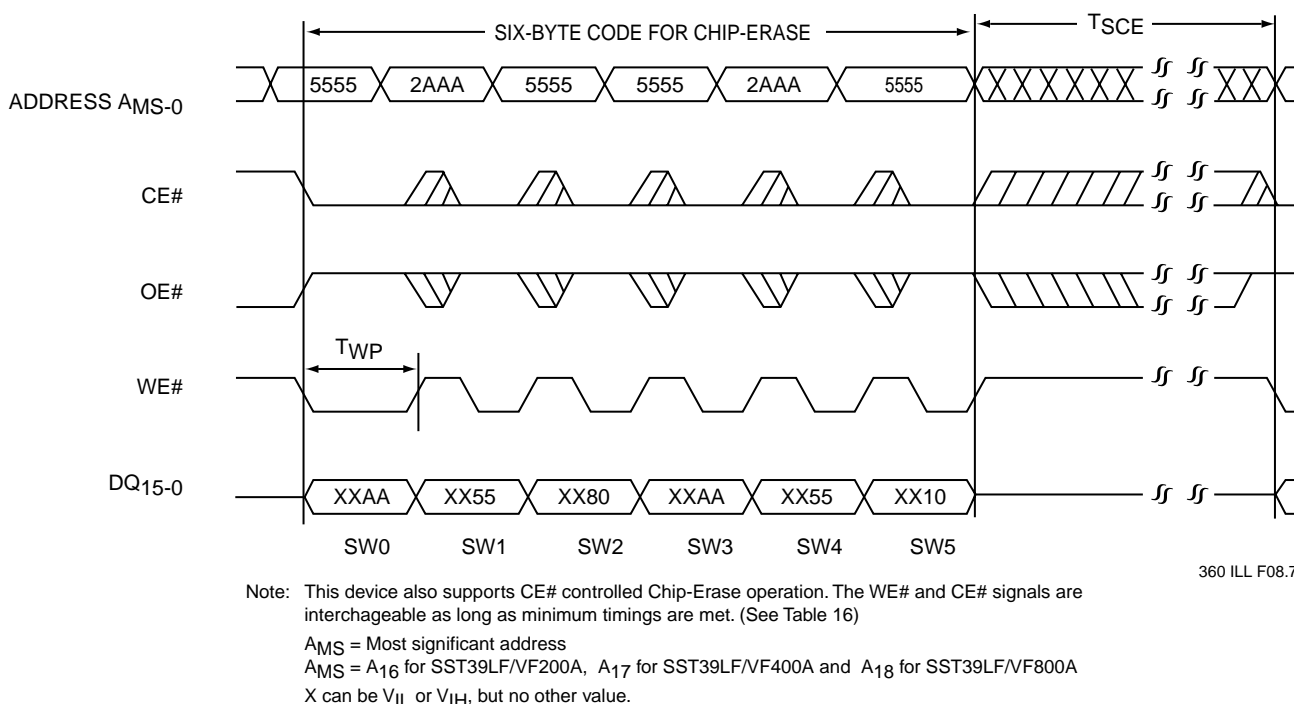 SIX-BYTE CODE FOR CHIP-ERASE TSCE
ADDRESS AMS-0 5555 2AAA 5555 5555 2AAA 5555
CE#
OE#
TWP
WE#
DQ15-0 XXAA XX55 XX80 XXAA XX55 XX10
SW0 SW1 SW2 SW3 SW4 SW5
360 ILL F08.7
Note: This device also supports CE# controlled Chip-Erase operation. The WE# and CE# signals are
interchageable as long as minimum timings are met. (See Table 16)
AMS = Most significant address
AMS = A16 for SST39LF/VF200A, A17 for SST39LF/VF400A and A18 for SST39LF/VF800A
X can be VIL or VIH, but no other value.